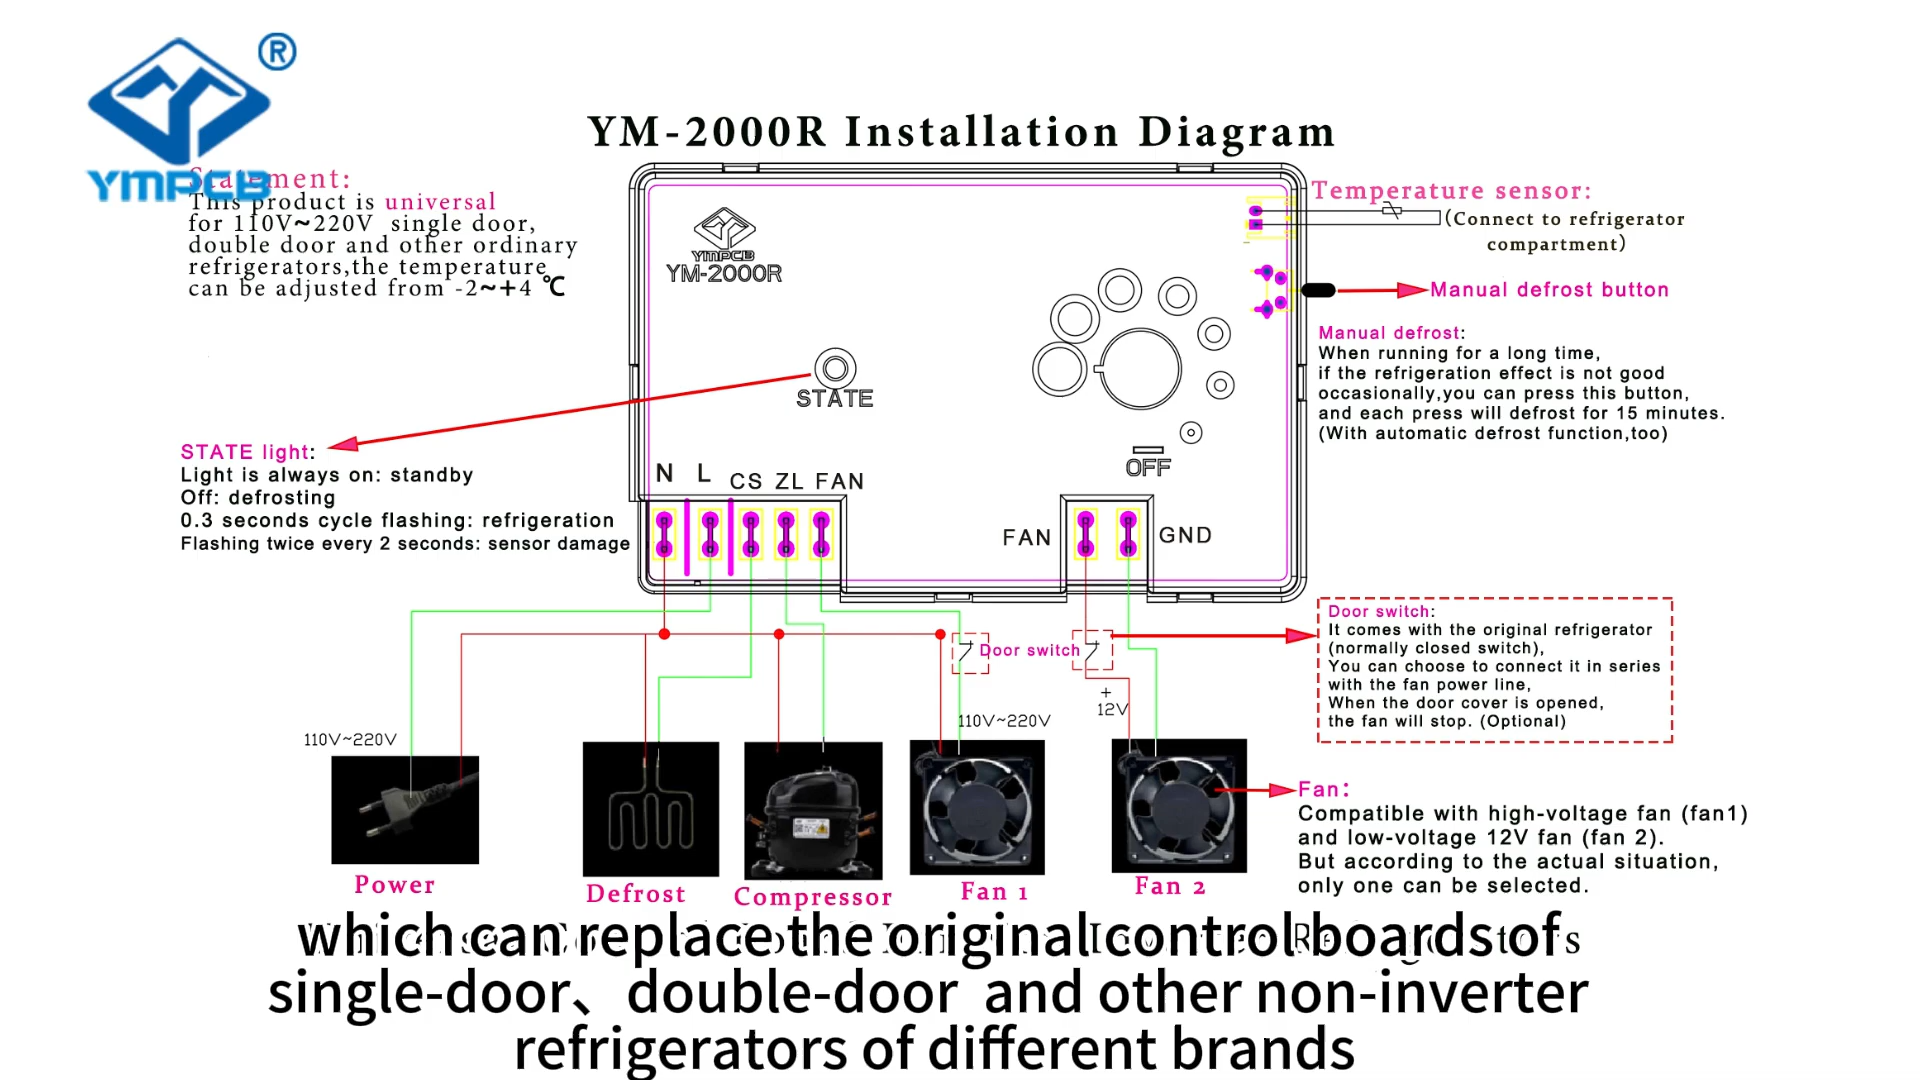 ®
YMPCB
YM-2000R Installation Diagram
Statement:
This product is universal
for 110V~220V single door,
double door and other ordinary
refrigerators,the temperature
can be adjusted from -2~+4 ℃
YMPCB
YM-2000R
STATE
OFF
N L CS ZL FAN
FAN
GND
Temperature sensor:
(Connect to refrigerator
compartment)
Manual defrost button
Manual defrost:
When running for a long time,
if the refrigeration effect is not good
occasionally,you can press this button,
and each press will defrost for 15 minutes.
(With automatic defrost function,too)
STATE light:
Light is always on: standby
Off: defrosting
0.3 seconds cycle flashing: refrigeration
Flashing twice every 2 seconds: sensor damage
Door switch
Door switch:
It comes with the original refrigerator
(normally closed switch),
You can choose to connect it in series
with the fan power line,
When the door cover is opened,
the fan will stop. (Optional)
110V~220V
110V~220V
+
12V
Power
Defrost
Compressor
Fan 1
Fan 2
Fan:
Compatible with high-voltage fan (fan1)
and low-voltage 12V fan (fan 2).
But according to the actual situation,
only one can be selected.
which can replace the original control boards of
single-door、double-door and other non-inverter
refrigerators of different brands